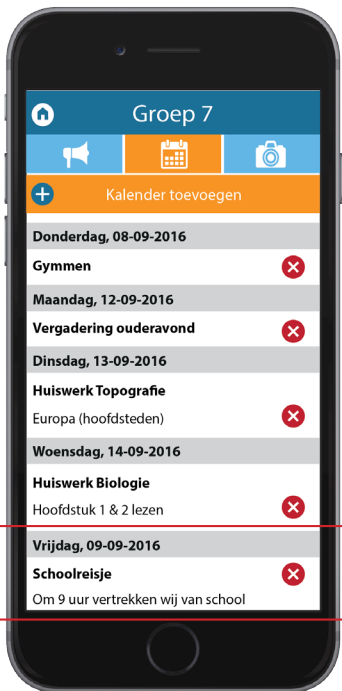 Groep 7
Kalender toevoegen
Donderdag, 08-09-2016
Gymmen
Maandag, 12-09-2016
Vergadering ouderavond
Dinsdag, 13-09-2016
Huiswerk Topografie
Europa (hoofdsteden)
Woensdag, 14-09-2016
Huiswerk Biologie
Hoofdstuk 1 & 2 lezen
Vrijdag, 09-09-2016
Schoolreisje
Om 9 uur vertrekken wij van school